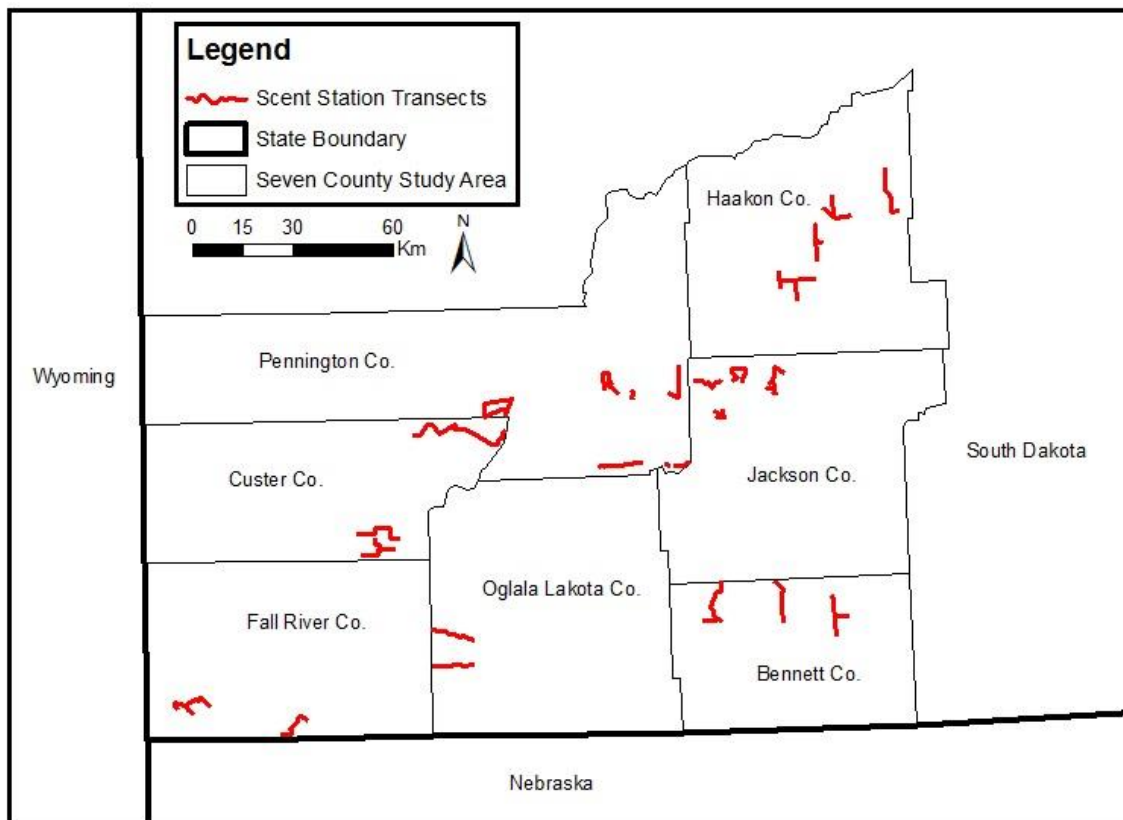 Legend
Scent Station Transects
State Boundary
Seven County Study Area
0 15 30 60
Km
N
Haakon Co.
Pennington Co.
Wyoming
Custer Co.
Jackson Co.
South Dakota
Oglala Lakota Co.
Fall River Co.
Bennett Co.
Nebraska